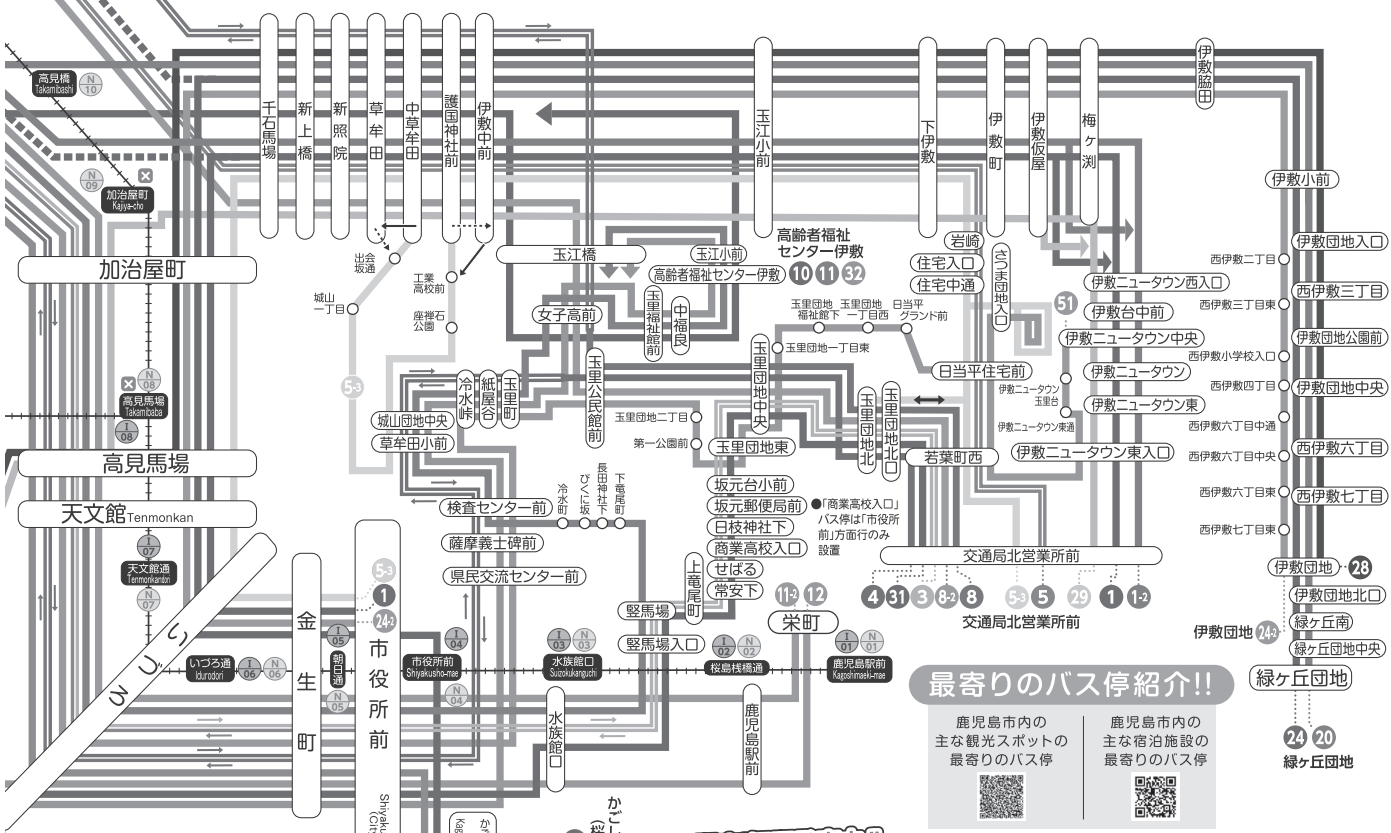 高見橋
Takamibashi
N
10
千石馬場
新上橋
新照院
草牟田
中草牟田
護国神社前
伊敷中前
玉江小前
下伊敷
伊敷町
伊敷仮屋
梅ヶ渕
伊敷脇田
N
09
加治屋町
Kajiya-cho
加治屋町
出会
坂通
工業
高校前
城山
一丁目
座禅石
公園
5-3
玉江橋
玉江小前
高齢者福祉
センター伊敷
高齢者福祉センター伊敷
10
11
32
女子高前
玉里福祉館前
中福良
玉里団地
福祉館下
玉里団地
一丁目西
日当平
グランド前
玉里団地一丁目東
日当平住宅前
岩崎
住宅入口
住宅中通
さつま団地入口
51
伊敷ニュータウン西入口
伊敷台中前
伊敷ニュータウン中央
伊敷ニュータウン
伊敷ニュータウン
玉里台
伊敷ニュータウン東
伊敷ニュータウン東通
伊敷ニュータウン東入口
伊敷小前
伊敷団地入口
西伊敷二丁目
西伊敷三丁目
西伊敷三丁目東
伊敷団地公園前
西伊敷小学校入口
西伊敷四丁目
伊敷団地中央
西伊敷六丁目中通
西伊敷六丁目
西伊敷六丁目中央
西伊敷六丁目東
西伊敷七丁目
西伊敷七丁目東
伊敷団地
28
伊敷団地北口
緑ヶ丘南
伊敷団地
24-2
緑ヶ丘団地中央
緑ヶ丘団地
24
20
緑ヶ丘団地
N
08
高見馬場
Takamibaba
I
08
高見馬場
天文館Tenmonkan
I
07
天文館通
Tenmonkandori
N
07
冷水峠
紙屋谷
玉里町
城山団地中央
草牟田小前
玉里公民館前
玉里団地二丁目
第一公園前
玉里団地中央
玉里団地東
玉里団地北
玉里団地北口
若葉町西
坂元台小前
坂元郵便局前
日枝神社下
商業高校入口
せばる
常安下
●「商業高校入口」
バス停は「市役所
前」方面行のみ
設置
検査センター前
冷水町
びくに坂
長田神社下
下竜尾町
薩摩義士碑前
県民交流センター前
上竜尾町
竪馬場
竪馬場入口
交通局北営業所前
4
31
3
8-2
8
5-3
5
29
1
1-2
交通局北営業所前
11-2
12
栄町
いづろ
いづろ通
Idurodori
I
06
N
06
金生町
I
05
朝日通
N
05
5-3
1
24-2
市役所前
Shiyaku
(City
市役所前
Shiyakusho-mae
I
04
N
04
I
03
N
03
水族館口
Suizokukanguchi
水族館口
I
02
N
02
桜島桟橋通
I
01
N
01
鹿児島駅前
Kagoshimaeki-mae
鹿児島駅前
最寄りのバス停紹介!!
鹿児島市内の
主な観光スポットの
最寄りのバス停
鹿児島市内の
主な宿泊施設の
最寄りのバス停
かごし
(桜
かご
Kag